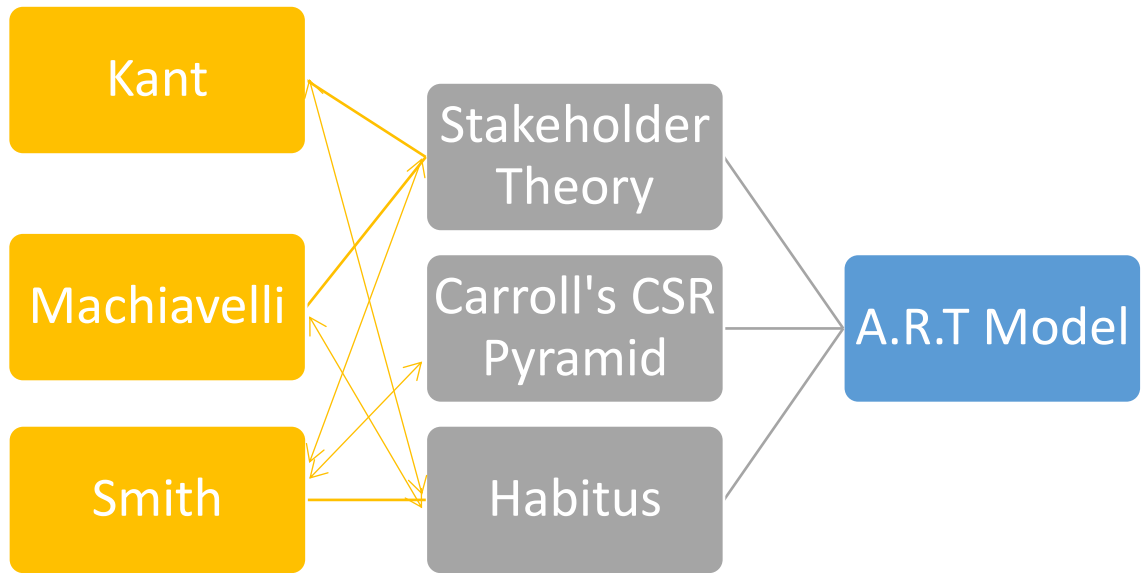 Kant
Machiavelli
Smith
Stakeholder
Theory
Carroll's CSR
Pyramid
Habitus
A.R.T Model